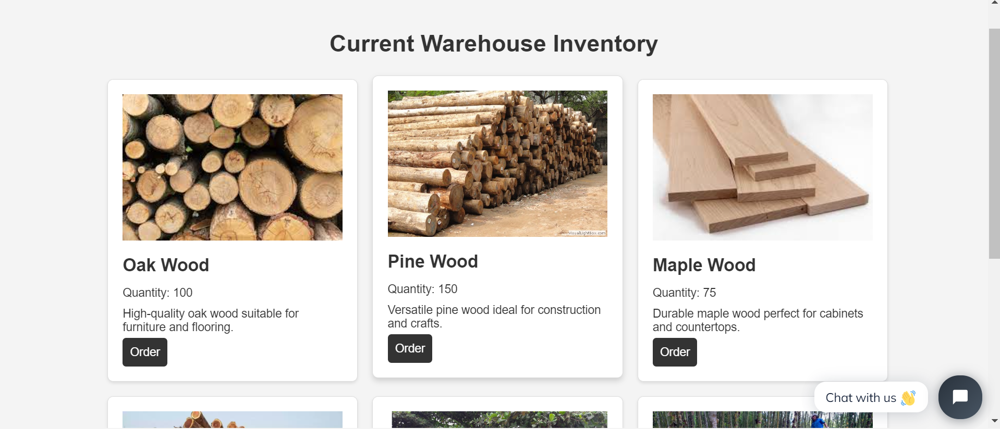 Current Warehouse Inventory
VisualLightBox.com
Oak Wood
Quantity: 100
High-quality oak wood suitable for
furniture and flooring.
Order
Pine Wood
Quantity: 150
Versatile pine wood ideal for construction
and crafts.
Order
Maple Wood
Quantity: 75
Durable maple wood perfect for cabinets
and countertops.
Order
Chat with us 👋